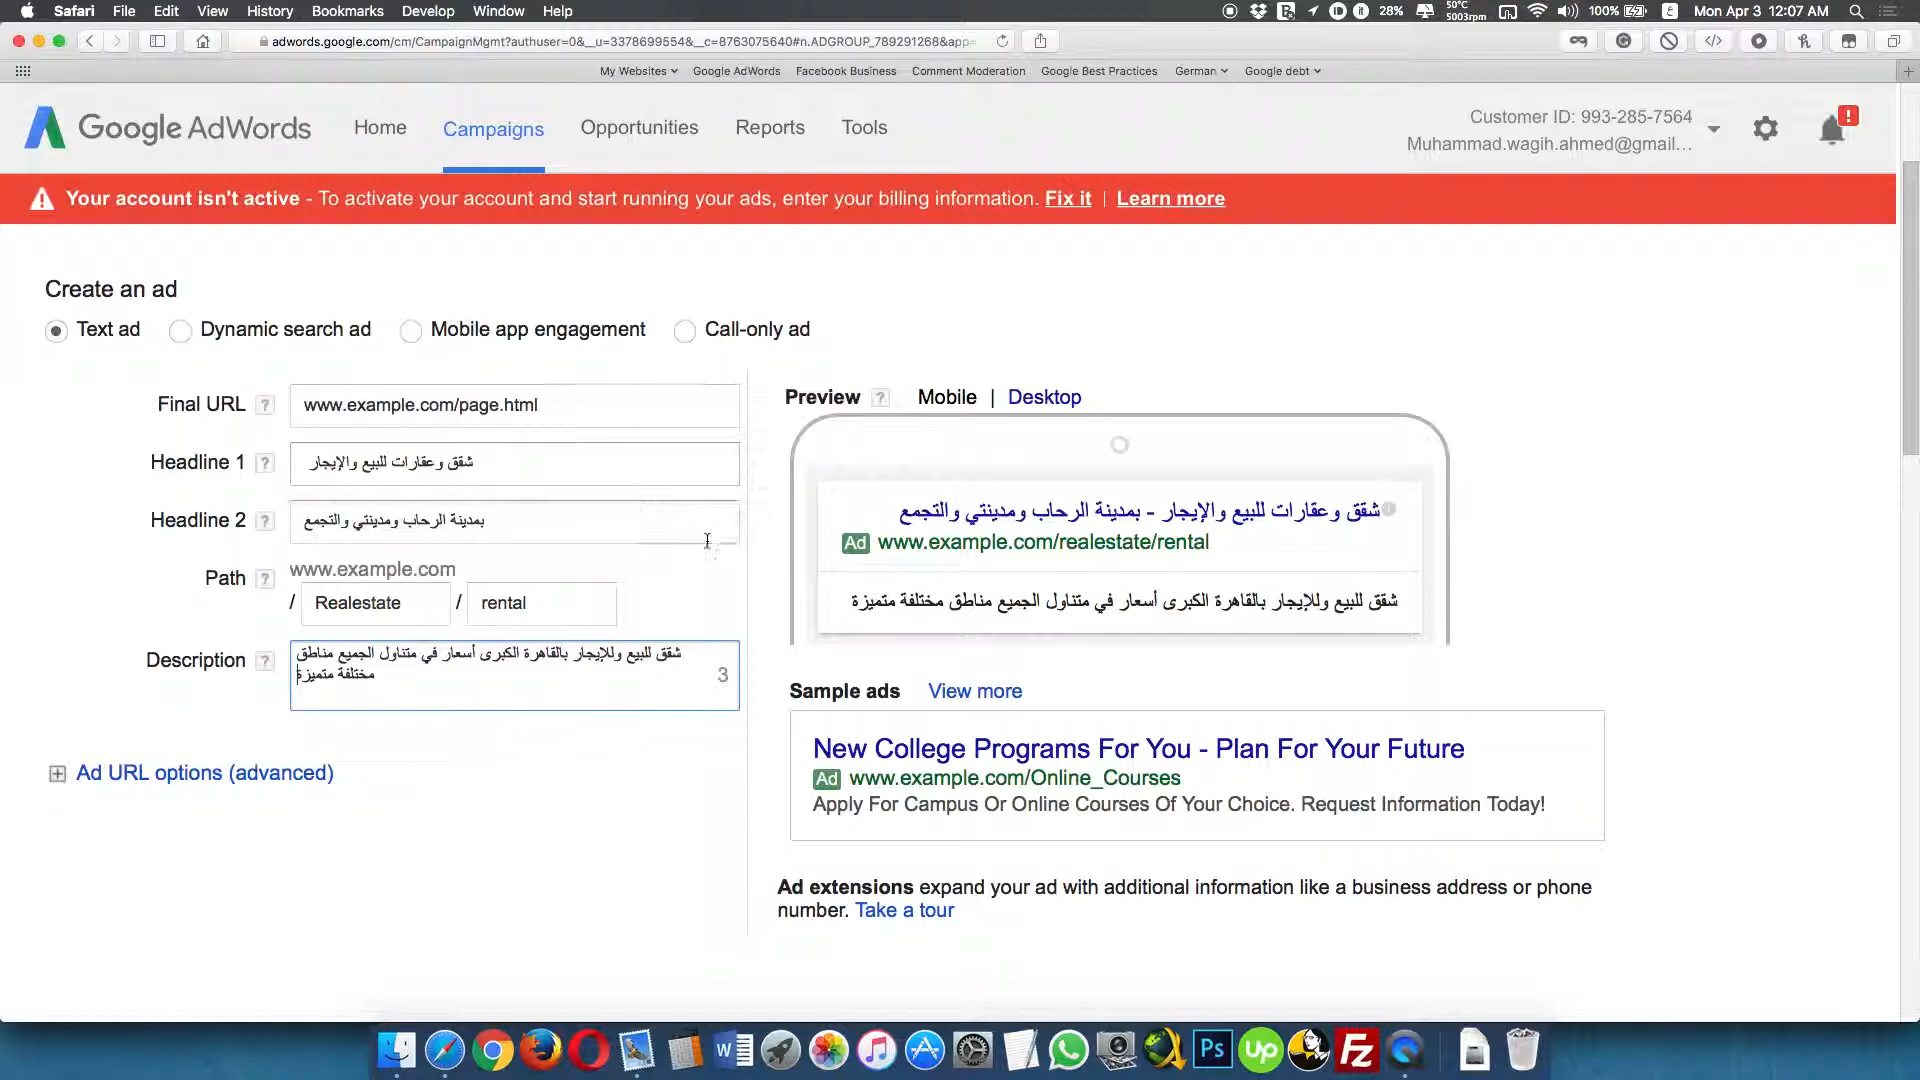 Safari File Edit View History Bookmarks Develop Window Help
28% 50°C 5003rpm 100% Mon Apr 3 12:07 AM
adwords.google.com/cm/CampaignMgmt?authuser=0&__u=3378699554&__c=8763075640#n.ADGROUP_789291268&app=
My Websites Google AdWords Facebook Business Comment Moderation Google Best Practices German Google debt
Google AdWords Home Campaigns Opportunities Reports Tools
Customer ID: 993-285-7564
Muhammad.wagih.ahmed@gmail...
Your account isn't active - To activate your account and start running your ads, enter your billing information. Fix it | Learn more
Create an ad
Text ad Dynamic search ad Mobile app engagement Call-only ad
Final URL ? www.example.com/page.html
Headline 1 ? شقق وعقارات للبيع والإيجار
Headline 2 ? بمدينة الرحاب ومدينتي والتجمع
Path ? www.example.com
/ Realestate / rental
Description ? شقق للبيع وللإيجار بالقاهرة الكبرى أسعار في متناول الجميع مناطق
مختلفة متميزة 3
Ad URL options (advanced)
Preview ? Mobile | Desktop
شقق وعقارات للبيع والإيجار - بمدينة الرحاب ومدينتي والتجمع
Ad www.example.com/realestate/rental
شقق للبيع وللإيجار بالقاهرة الكبرى أسعار في متناول الجميع مناطق مختلفة متميزة
Sample ads View more
New College Programs For You - Plan For Your Future
Ad www.example.com/Online_Courses
Apply For Campus Or Online Courses Of Your Choice. Request Information Today!
Ad extensions expand your ad with additional information like a business address or phone
number. Take a tour
W Ps Up Fz